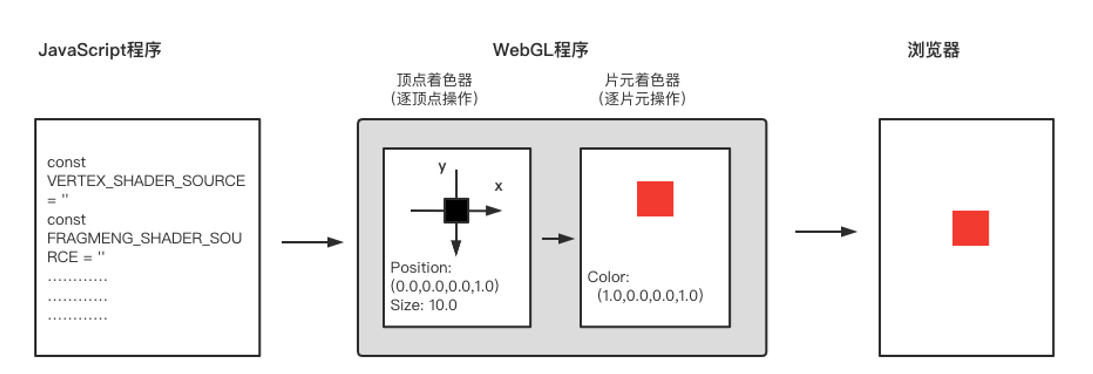 JavaScript程序
WebGL程序
浏览器
顶点着色器
（逐顶点操作）
片元着色器
（逐片元操作）
const
VERTEX_SHADER_SOURCE
= ''
const
FRAGMENG_SHADER_SOU
RCE = ''
…………
…………
…………
y
x
Position:
(0.0,0.0,0.0,1.0)
Size: 10.0
Color:
(1.0,0.0,0.0,1.0)